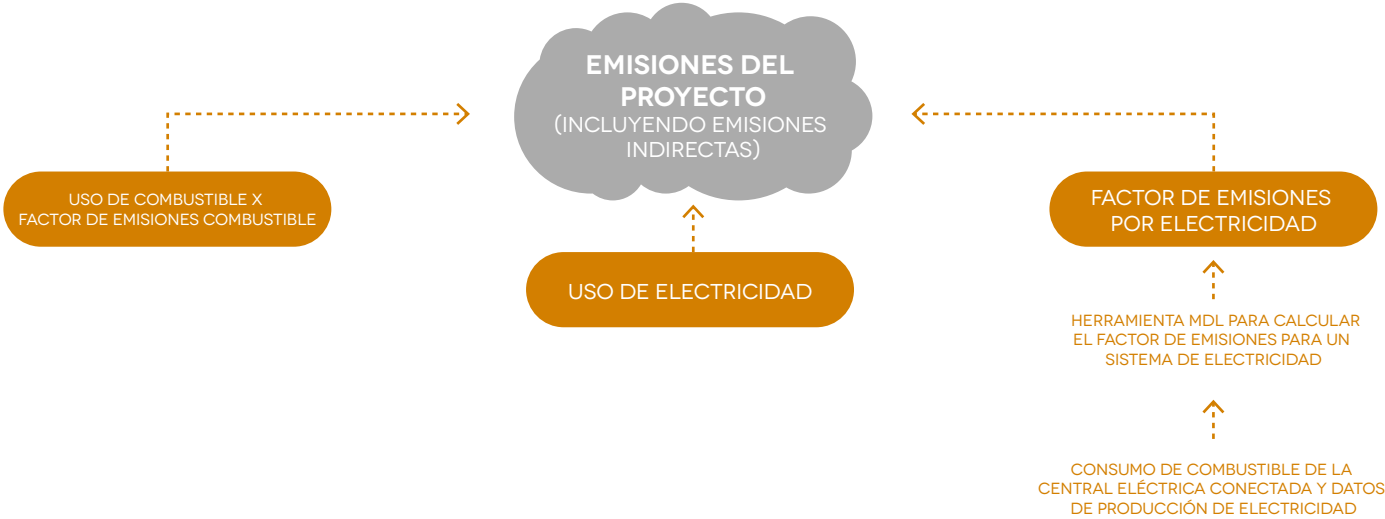 EMISIONES DEL
PROYECTO
(INCLUYENDO EMISIONES
INDIRECTAS)
USO DE COMBUSTIBLE X
FACTOR DE EMISIONES COMBUSTIBLE
USO DE ELECTRICIDAD
FACTOR DE EMISIONES
POR ELECTRICIDAD
HERRAMIENTA MDL PARA CALCULAR
EL FACTOR DE EMISIONES PARA UN
SISTEMA DE ELECTRICIDAD
CONSUMO DE COMBUSTIBLE DE LA
CENTRAL ELÉCTRICA CONECTADA Y DATOS
DE PRODUCCIÓN DE ELECTRICIDAD